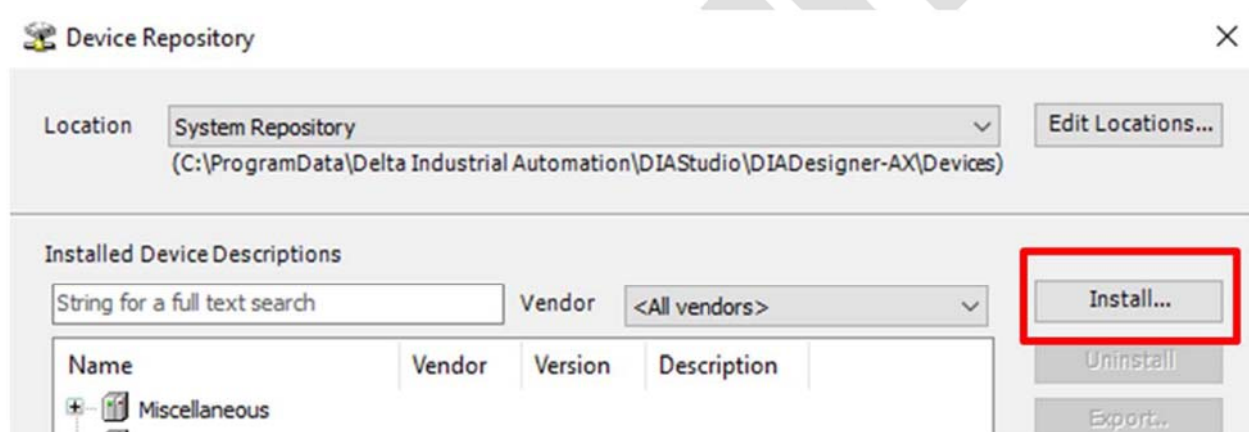 Device Repository
Location System Repository Edit Locations...
(C:\ProgramData\Delta Industrial Automation\DIAStudio\DIADesigner-AX\Devices)
Installed Device Descriptions
String for a full text search Vendor <All vendors> Install...
Name Vendor Version Description Uninstall
Miscellaneous Export..